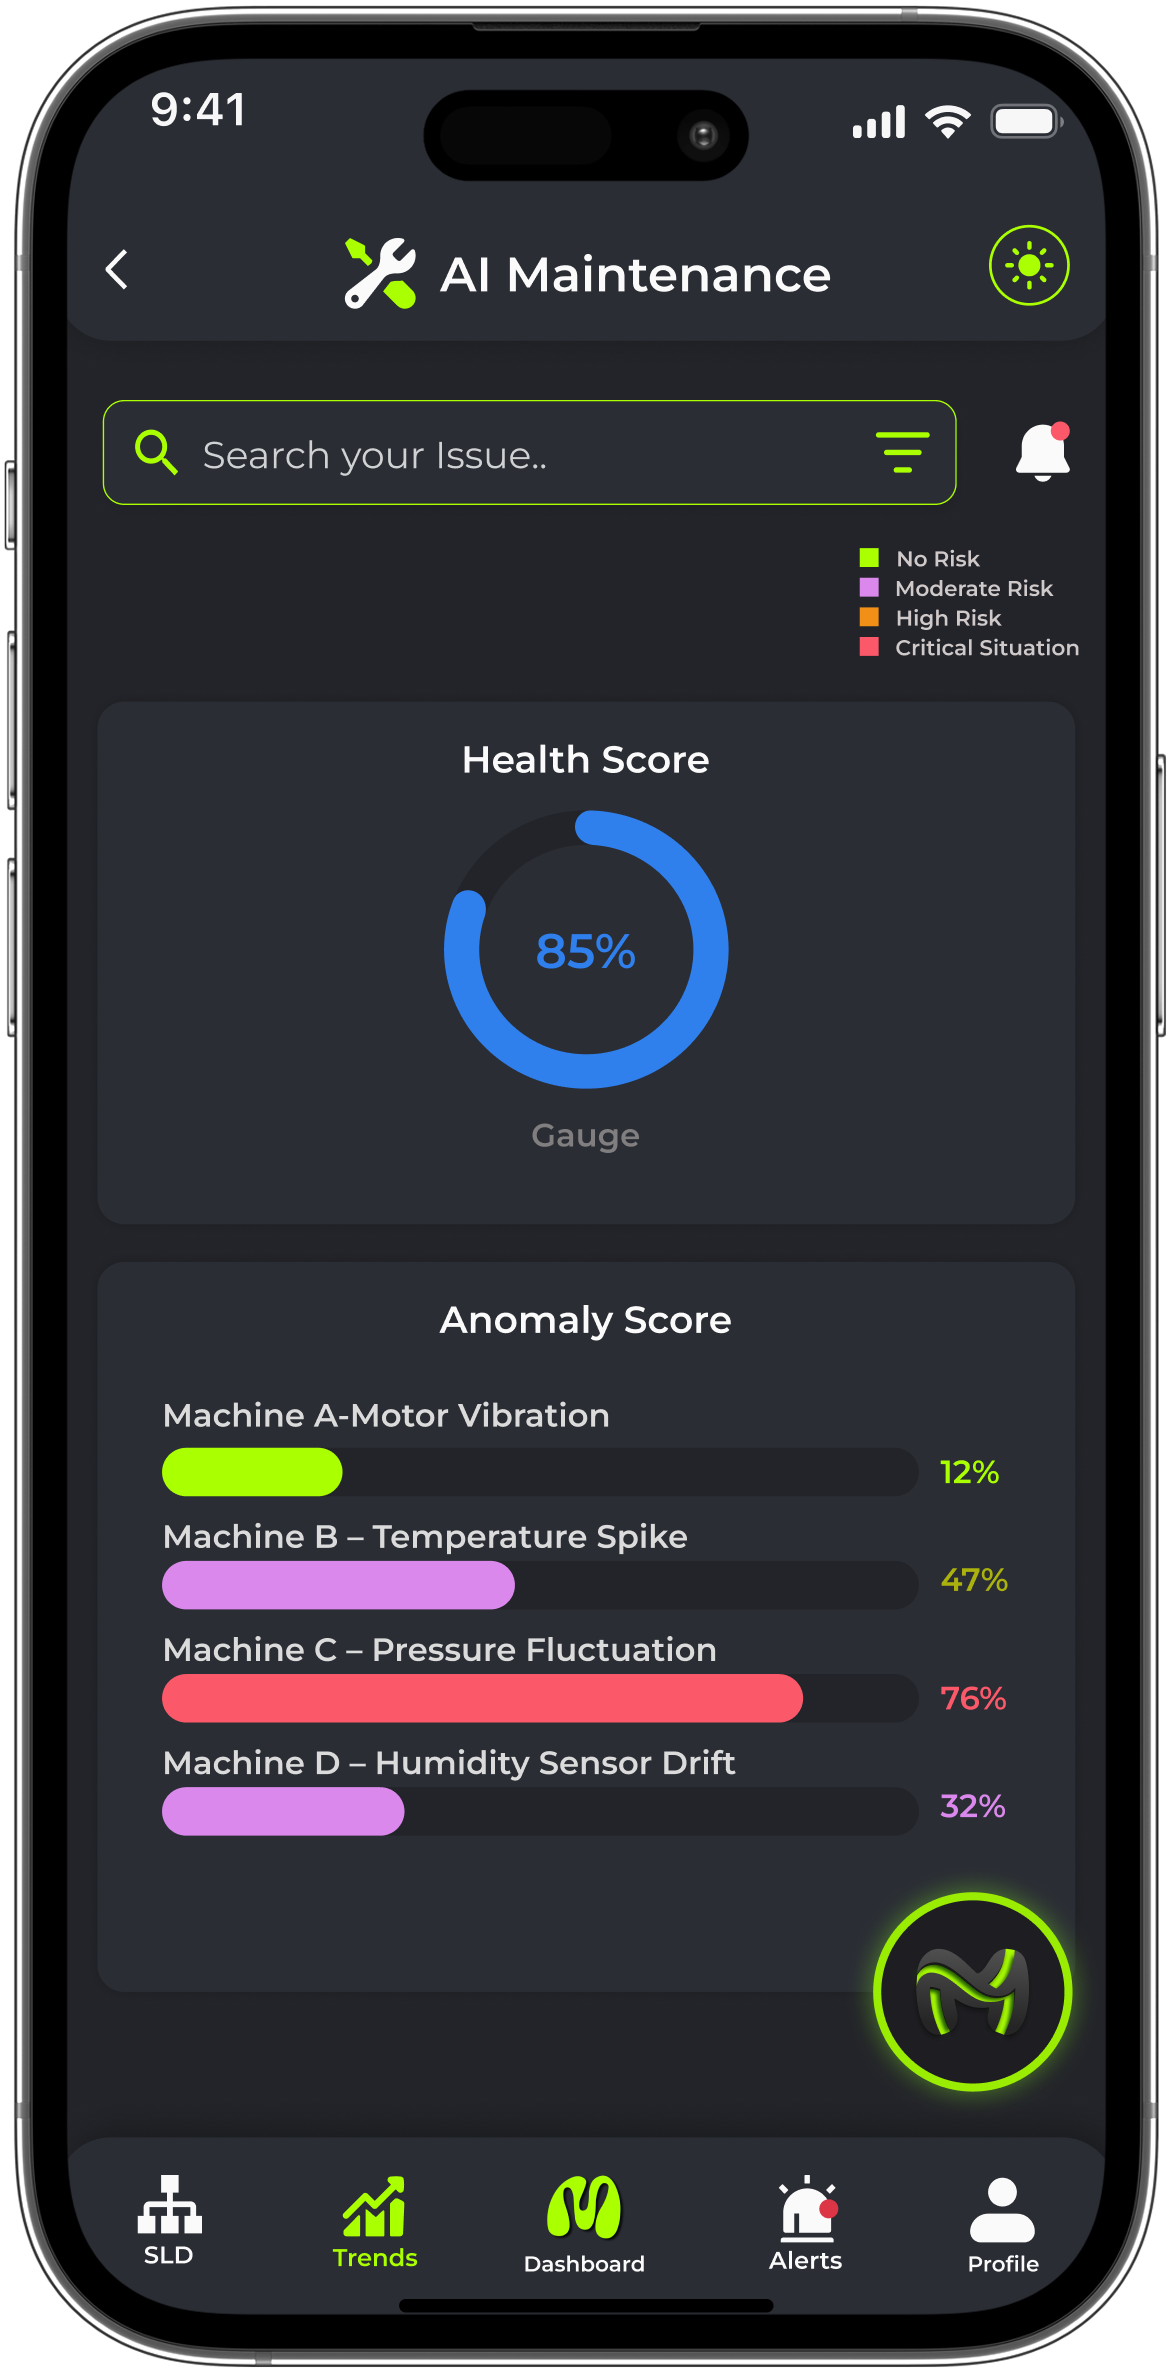 9:41
AI Maintenance
Search your Issue..
No Risk
Moderate Risk
High Risk
Critical Situation
Health Score
85%
Gauge
Anomaly Score
Machine A-Motor Vibration
12%
Machine B – Temperature Spike
47%
Machine C – Pressure Fluctuation
76%
Machine D – Humidity Sensor Drift
32%
SLD
Trends
Dashboard
Alerts
Profile